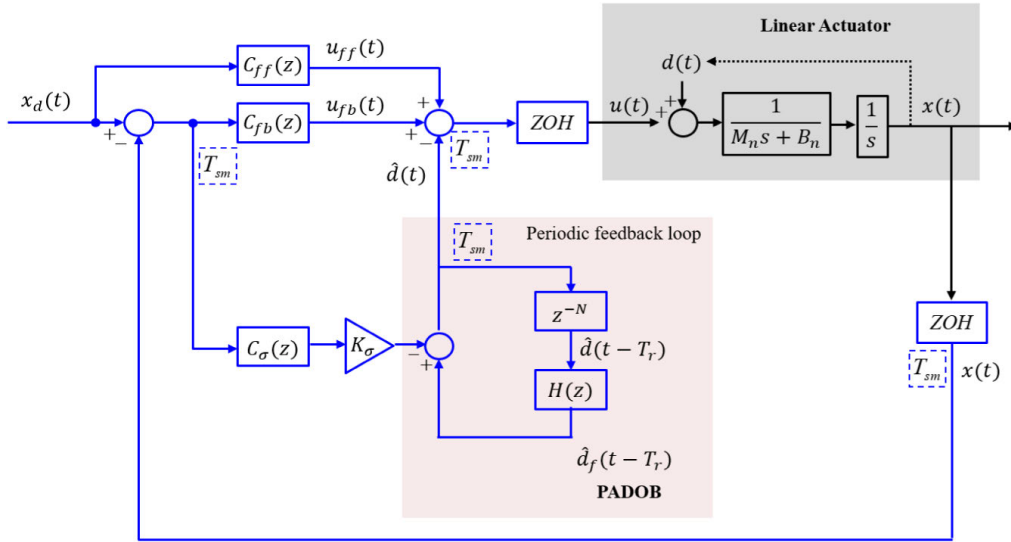 Linear Actuator
u_ff(t)
C_ff(z)
d(t)
x_d(t)
u_fb(t)
u(t)
x(t)
+
+
+
+
−
C_fb(z)
+
−
ZOH
+
1
M_n s + B_n
1
s
T_sm
T_sm
d̂(t)
Periodic feedback loop
T_sm
z^{-N}
ZOH
C_σ(z)
K_σ
−
+
d̂(t − T_r)
T_sm
x(t)
H(z)
d̂_f(t − T_r)
PADOB